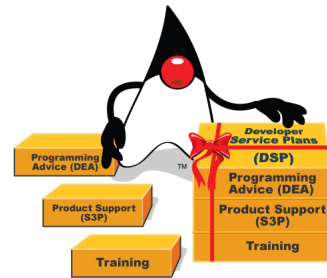 Programming
Advice (DEA)
Product Support
(S3P)
Training
TM
Developer
Service Plans
(DSP)
Programming
Advice (DEA)
Product Support
(S3P)
Training